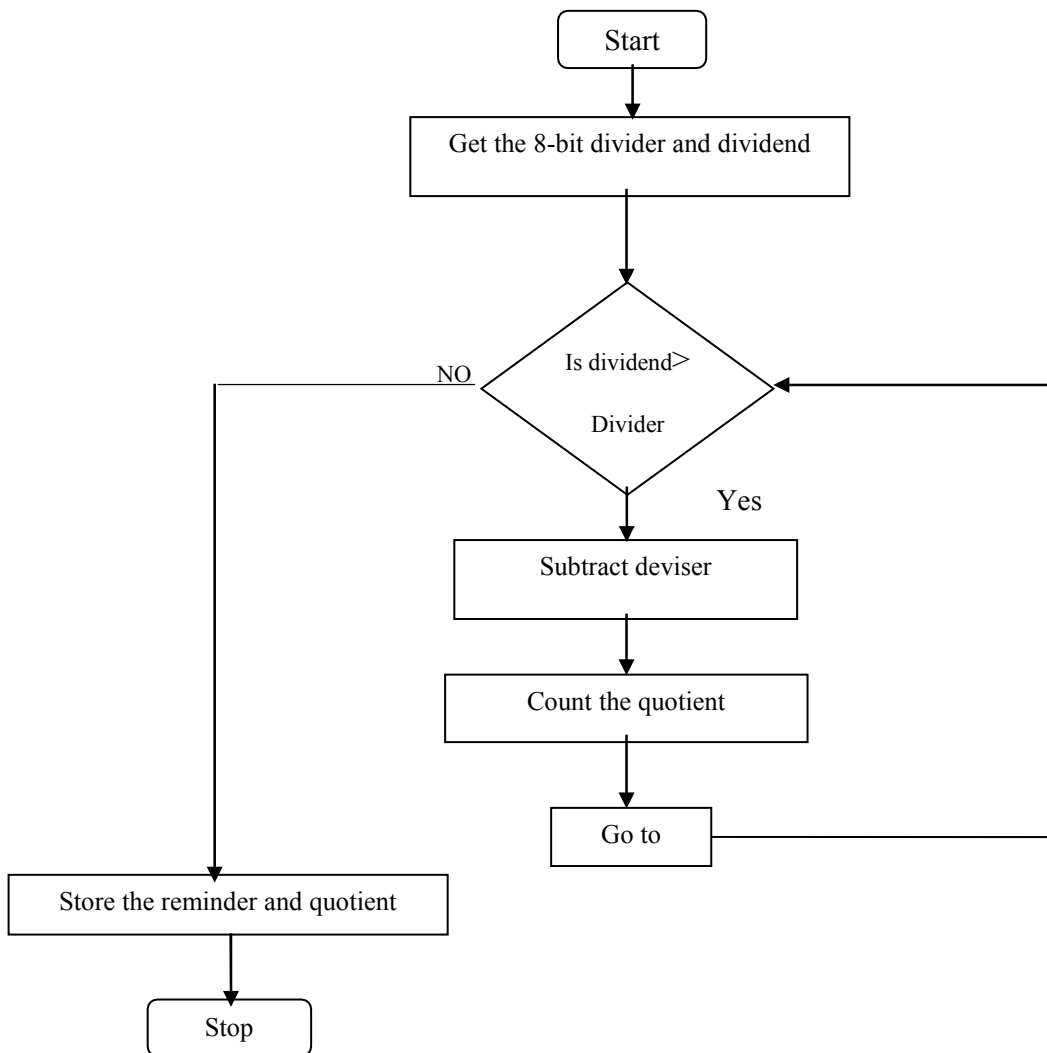 Start
Get the 8-bit divider and dividend
Is dividend>
NO
Divider
Yes
Subtract deviser
Count the quotient
Go to
Store the reminder and quotient
Stop